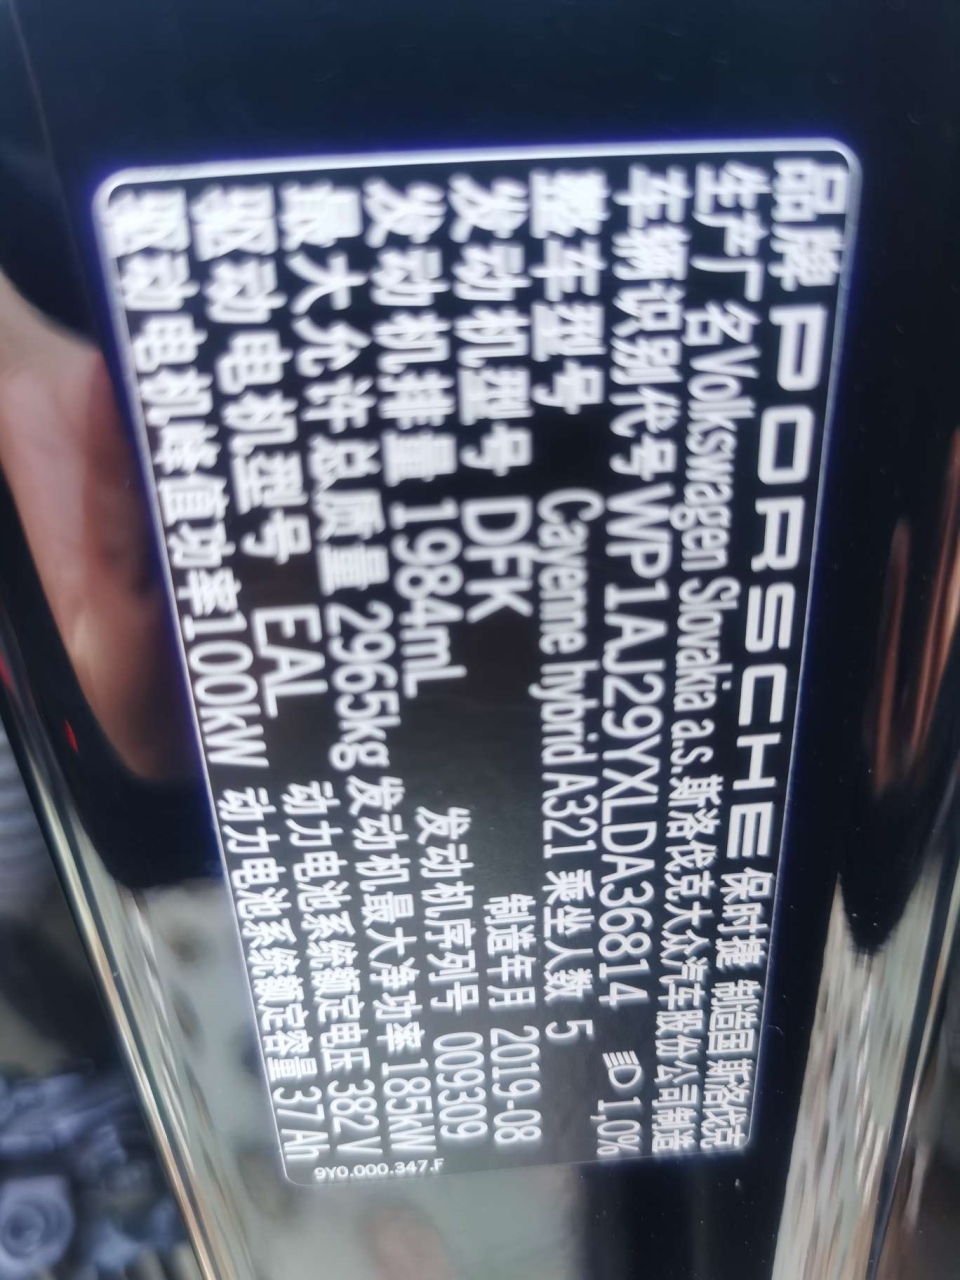 品牌 PORSCHE 保时捷 制造国 斯洛伐克
生产厂名 Volkswagen Slovakia a.s. 斯洛伐克大众汽车股份公司制造
车辆识别代号 WP1AJ29YXLDA36814 1,0%
整车型号 Cayenne hybrid A321 乘坐人数 5
发动机型号 DFK 制造年月 2019-08
发动机排量 1984mL 发动机序列号 009309
最大允许总质量 2965kg 发动机最大净功率 185kW
驱动电机型号 EAL 动力电池系统额定电压 382V
驱动电机峰值功率 100kW 动力电池系统额定容量 37Ah
9Y0.000.347.F